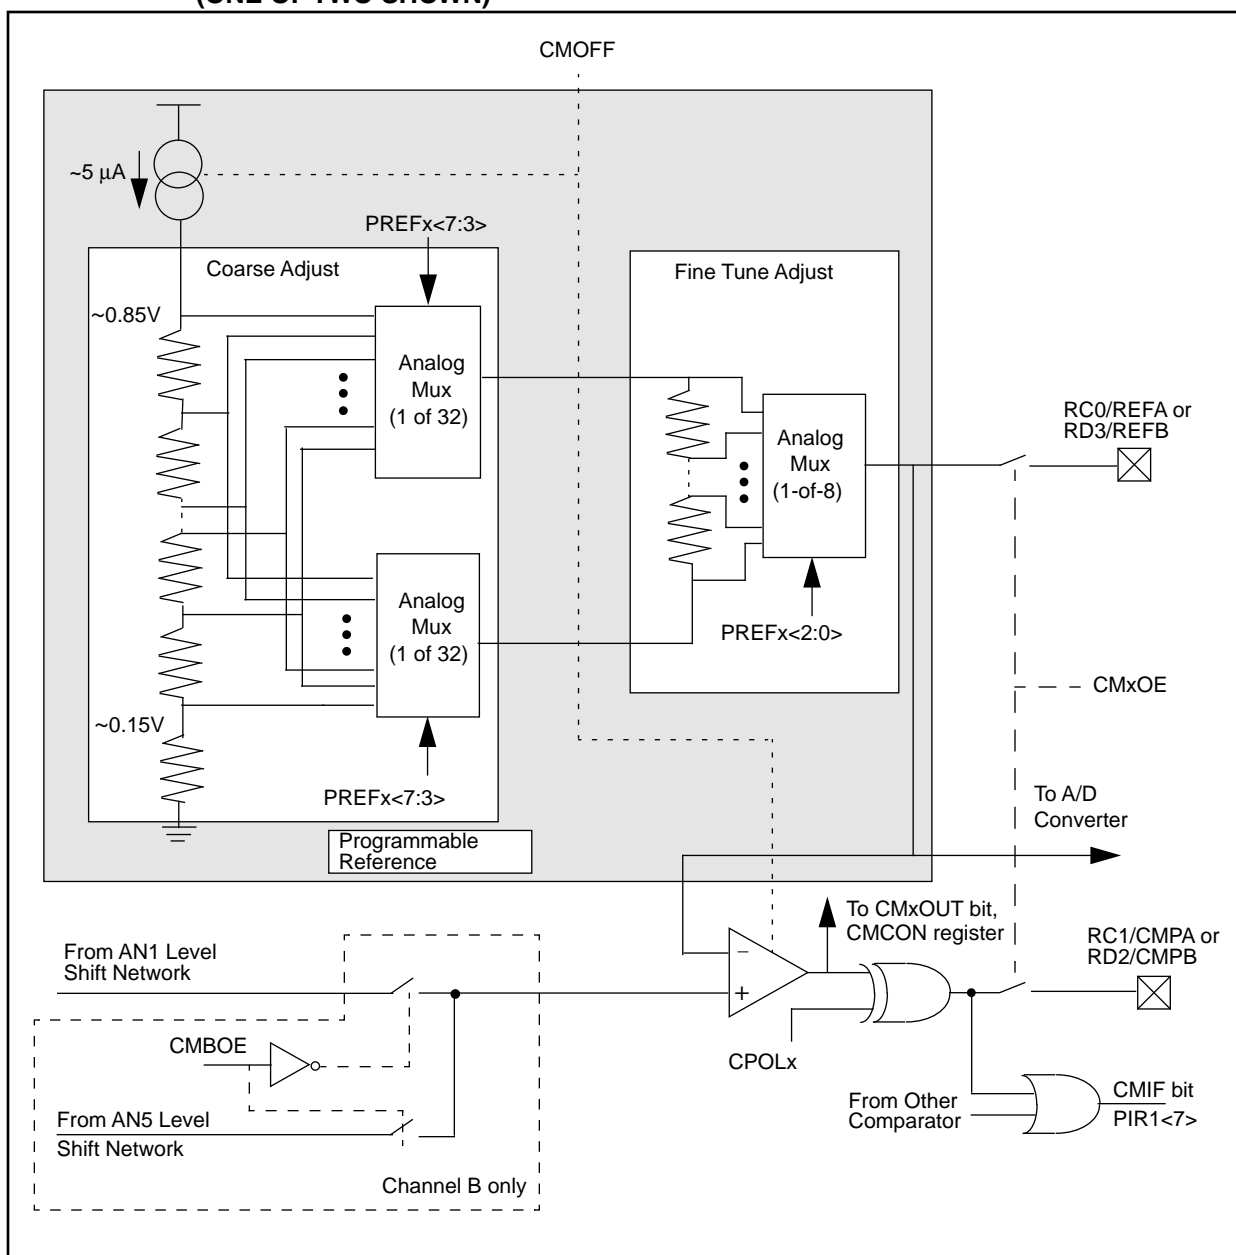 (ONE OF TWO SHOWN)
CMOFF
~5 μA
PREFx<7:3>
Coarse Adjust
Fine Tune Adjust
~0.85V
Analog
Mux
(1 of 32)
Analog
Mux
(1-of-8)
RC0/REFA or
RD3/REFB
Analog
Mux
(1 of 32)
PREFx<2:0>
CMxOE
~0.15V
PREFx<7:3>
To A/D
Converter
Programmable
Reference
To CMxOUT bit,
CMCON register
From AN1 Level
Shift Network
RC1/CMPA or
RD2/CMPB
−
+
CMBOE
CPOLx
From AN5 Level
Shift Network
From Other
Comparator
CMIF bit
PIR1<7>
Channel B only